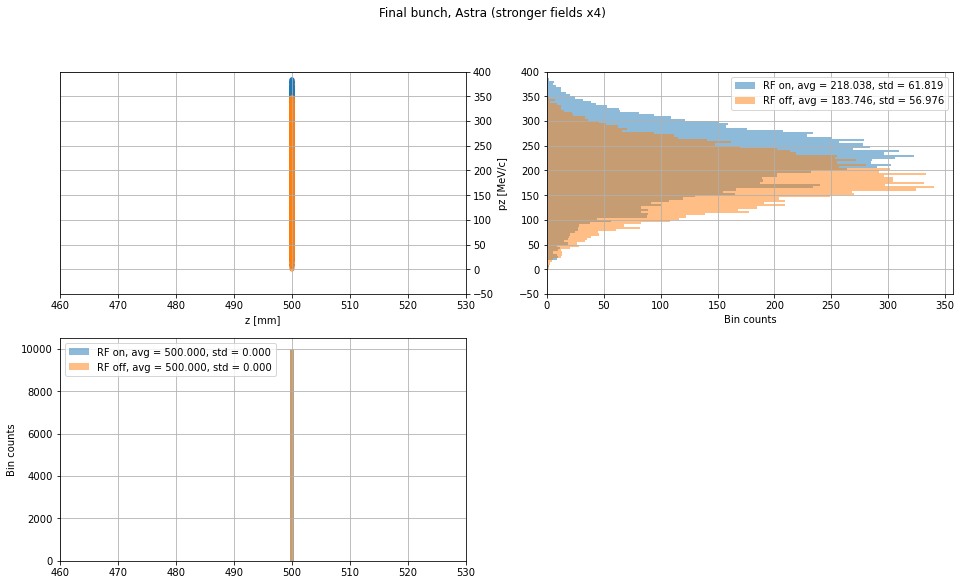 Final bunch, Astra (stronger fields x4)
400
350
300
250
200
150
100
50
0
−50
pz [MeV/c]
460 470 480 490 500 510 520 530
z [mm]
RF on, avg = 218.038, std = 61.819
RF off, avg = 183.746, std = 56.976
400
350
300
250
200
150
100
50
0
−50
0 50 100 150 200 250 300 350
Bin counts
RF on, avg = 500.000, std = 0.000
RF off, avg = 500.000, std = 0.000
10000
8000
6000
4000
2000
0
Bin counts
460 470 480 490 500 510 520 530